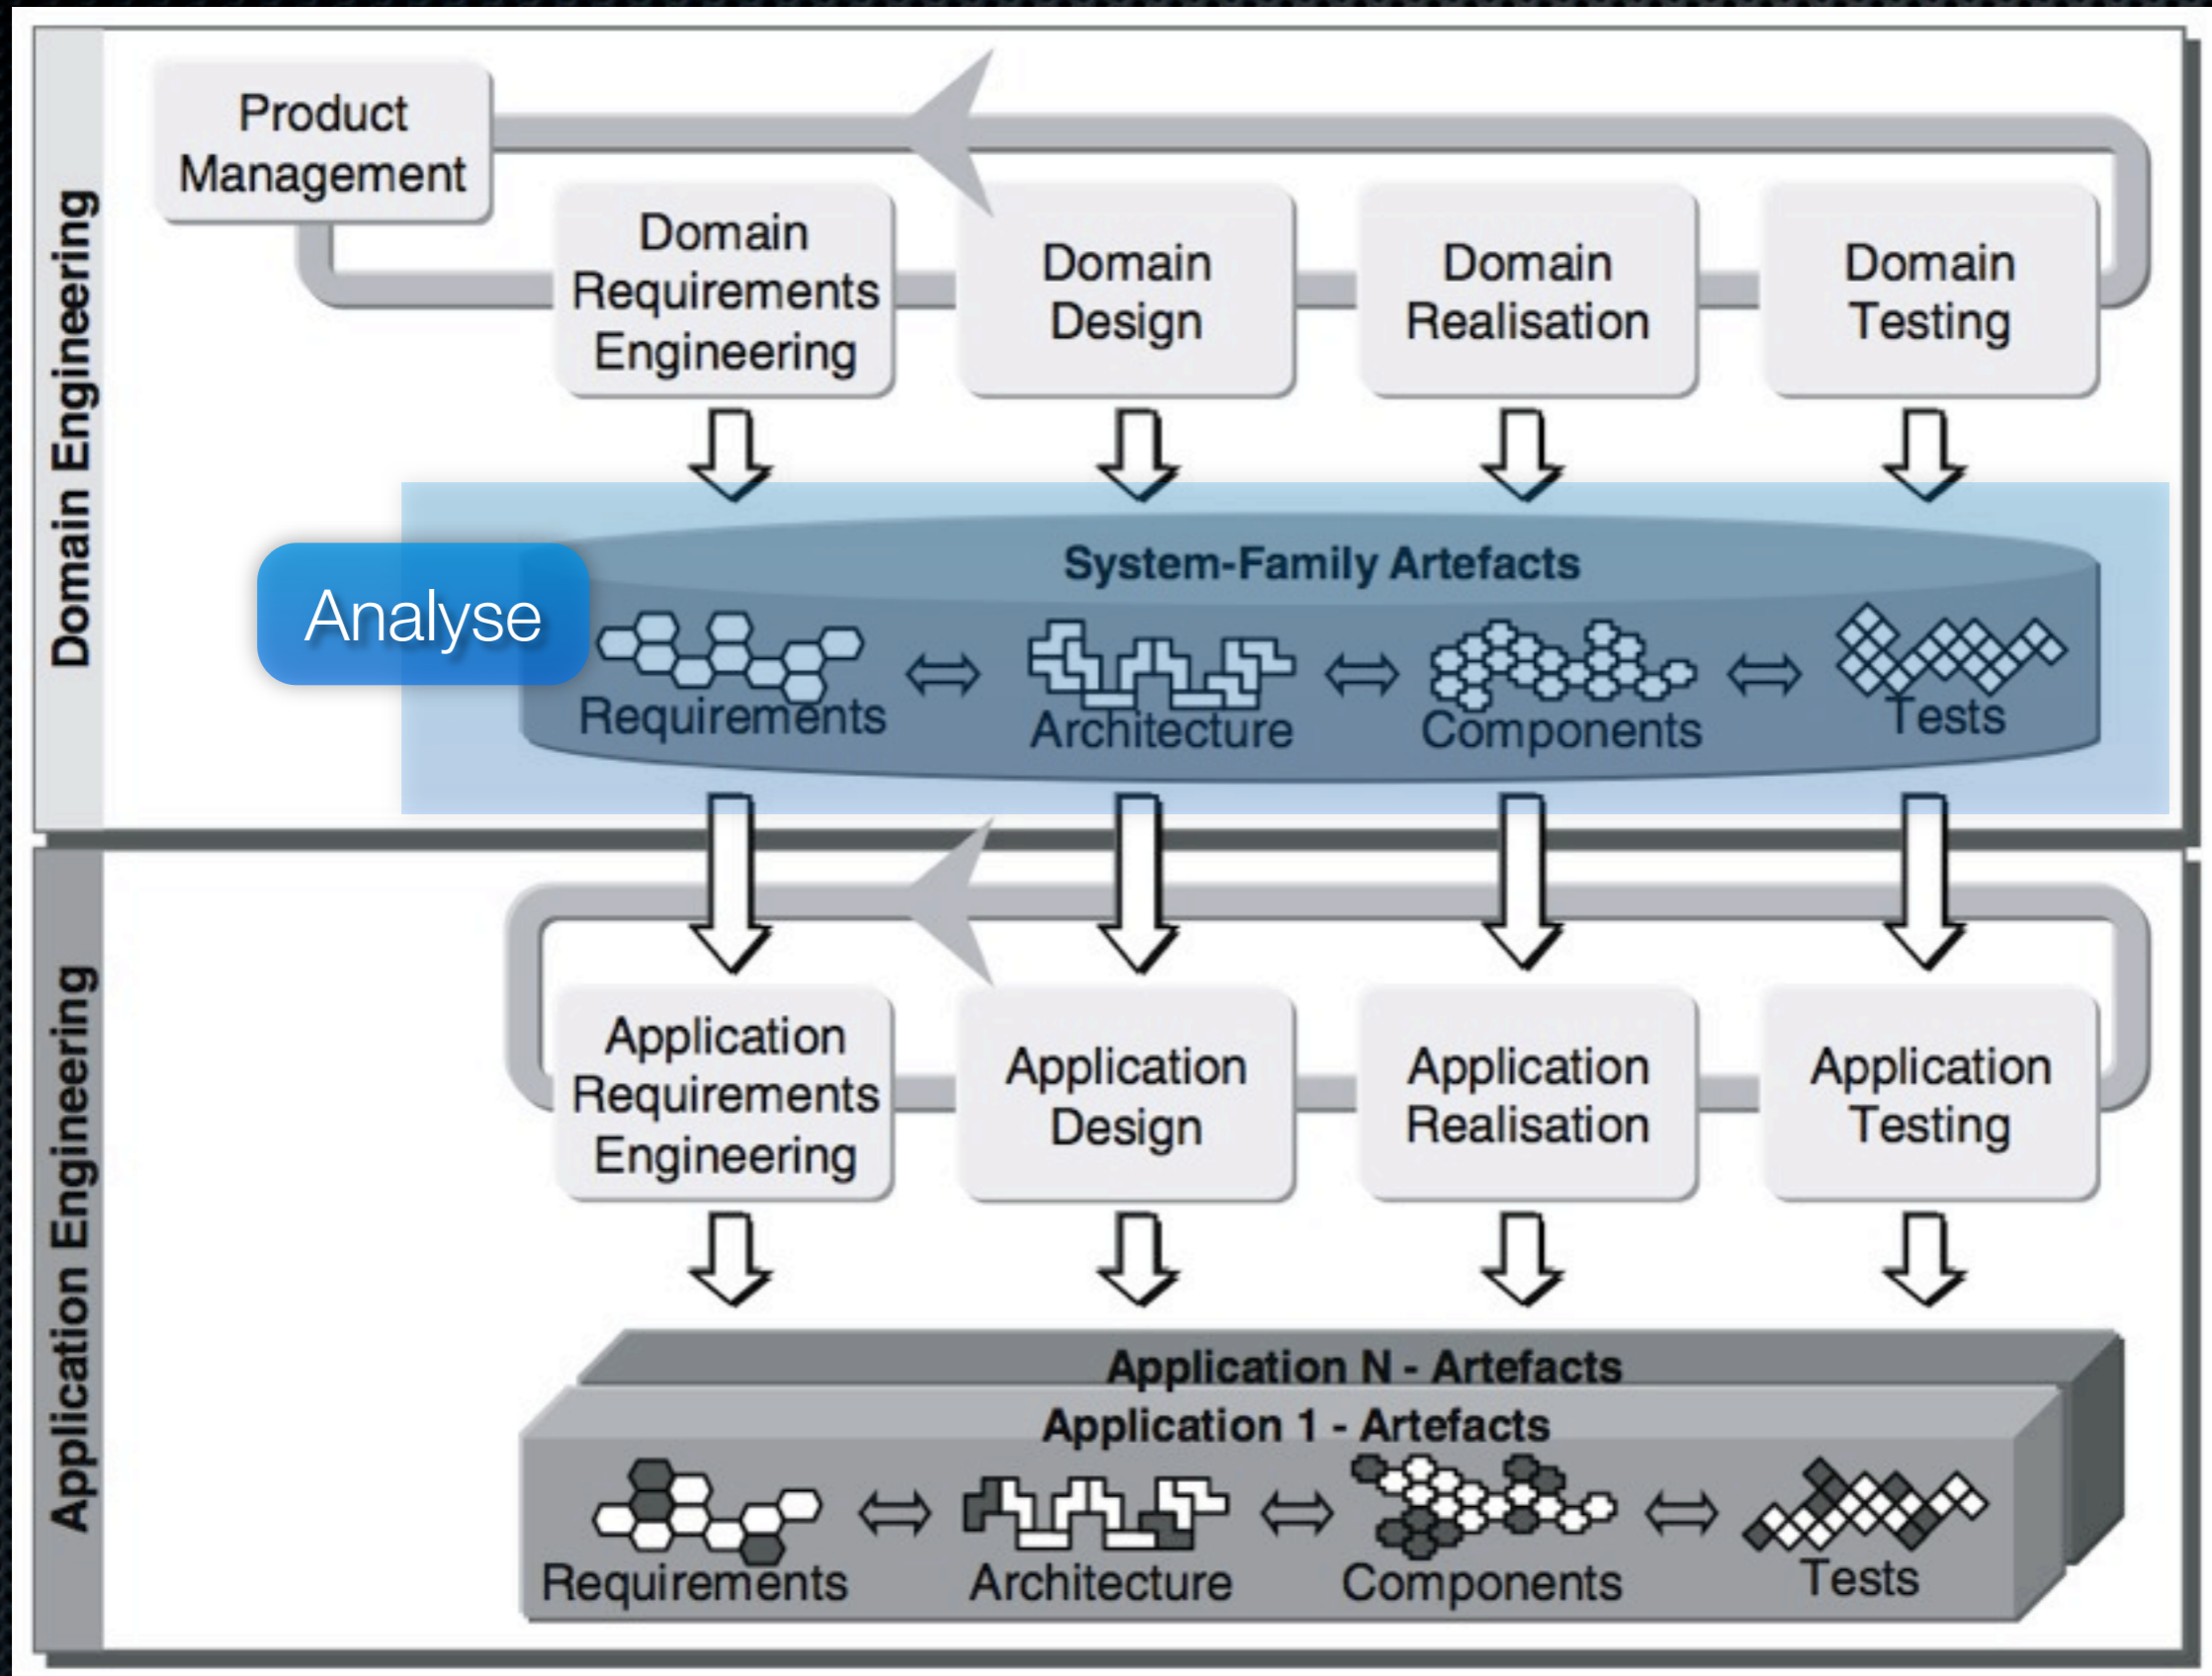 Domain Engineering
Product
Management
Domain
Requirements
Engineering
Domain
Design
Domain
Realisation
Domain
Testing
Analyse
System-Family Artefacts
Requirements
Architecture
Components
Tests
Application Engineering
Application
Requirements
Engineering
Application
Design
Application
Realisation
Application
Testing
Application N - Artefacts
Application 1 - Artefacts
Requirements
Architecture
Components
Tests